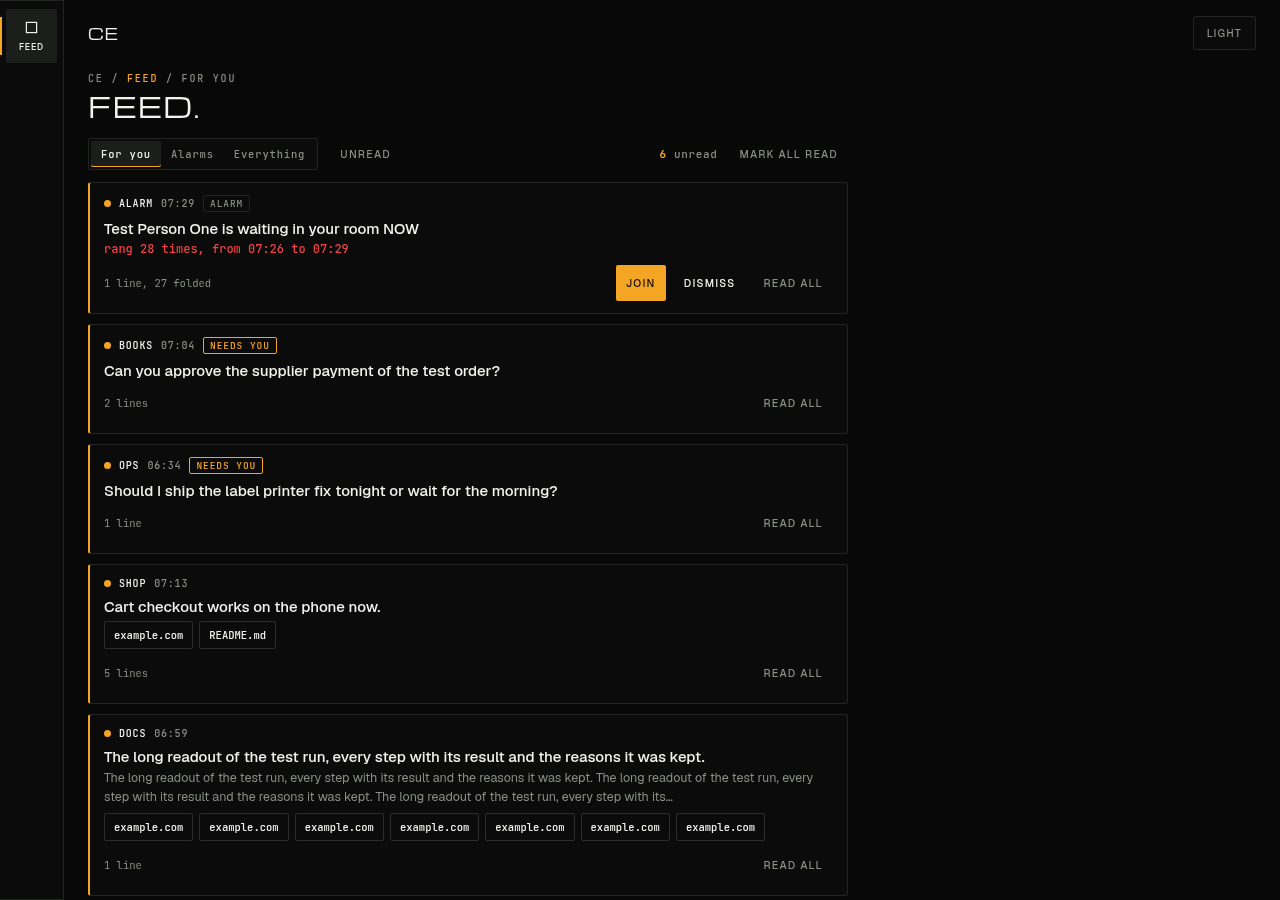 FEED
CE
LIGHT
CE / FEED / FOR YOU
FEED.
For you Alarms Everything UNREAD 6 unread MARK ALL READ
ALARM 07:29 ALARM
Test Person One is waiting in your room NOW
rang 28 times, from 07:26 to 07:29
1 line, 27 folded JOIN DISMISS READ ALL
BOOKS 07:04 NEEDS YOU
Can you approve the supplier payment of the test order?
2 lines READ ALL
OPS 06:34 NEEDS YOU
Should I ship the label printer fix tonight or wait for the morning?
1 line READ ALL
SHOP 07:13
Cart checkout works on the phone now.
example.com README.md
5 lines READ ALL
DOCS 06:59
The long readout of the test run, every step with its result and the reasons it was kept.
The long readout of the test run, every step with its result and the reasons it was kept. The long readout of the test run, every
step with its result and the reasons it was kept. The long readout of the test run, every step with its…
example.com example.com example.com example.com example.com example.com example.com
1 line READ ALL